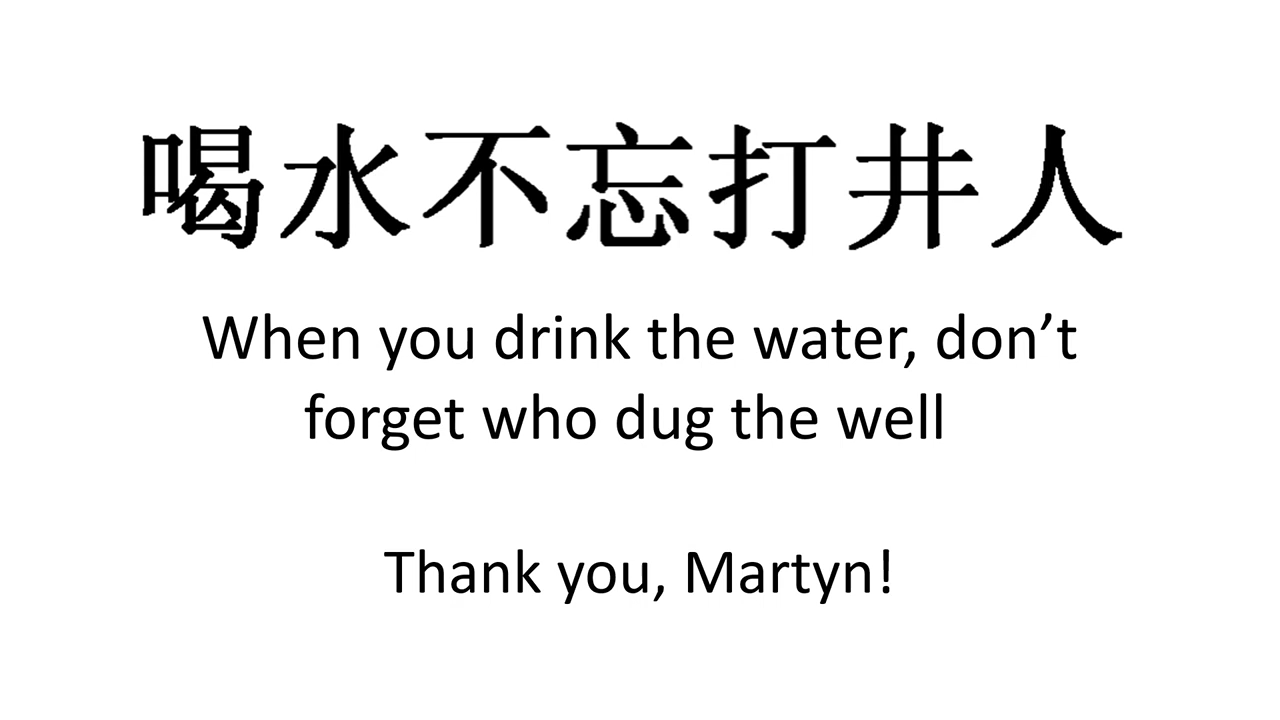 喝水不忘打井人
When you drink the water, don’t
forget who dug the well
Thank you, Martyn!